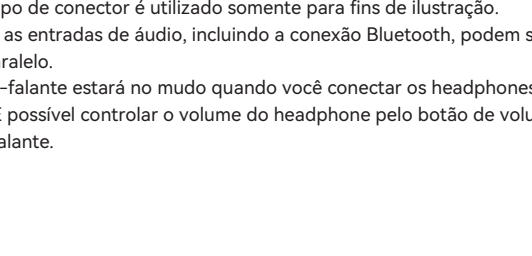 po de conector é utilizado somente para fins de ilustração.
as entradas de áudio, incluindo a conexão Bluetooth, podem s
ralelo.
-falante estará no mudo quando você conectar os headphones
É possível controlar o volume do headphone pelo botão de volu
alante.